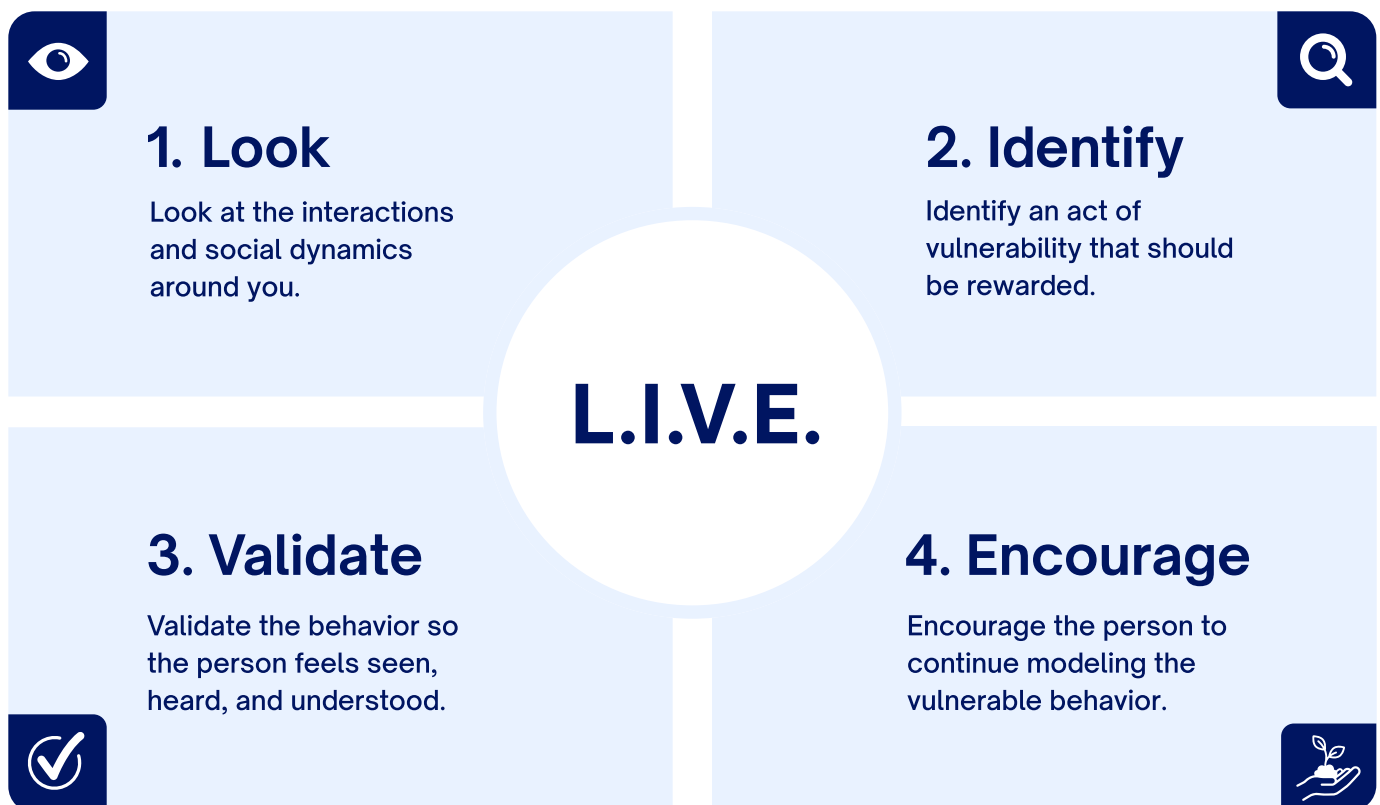 1. Look
Look at the interactions
and social dynamics
around you.
2. Identify
Identify an act of
vulnerability that should
be rewarded.
L.I.V.E.
3. Validate
Validate the behavior so
the person feels seen,
heard, and understood.
4. Encourage
Encourage the person to
continue modeling the
vulnerable behavior.